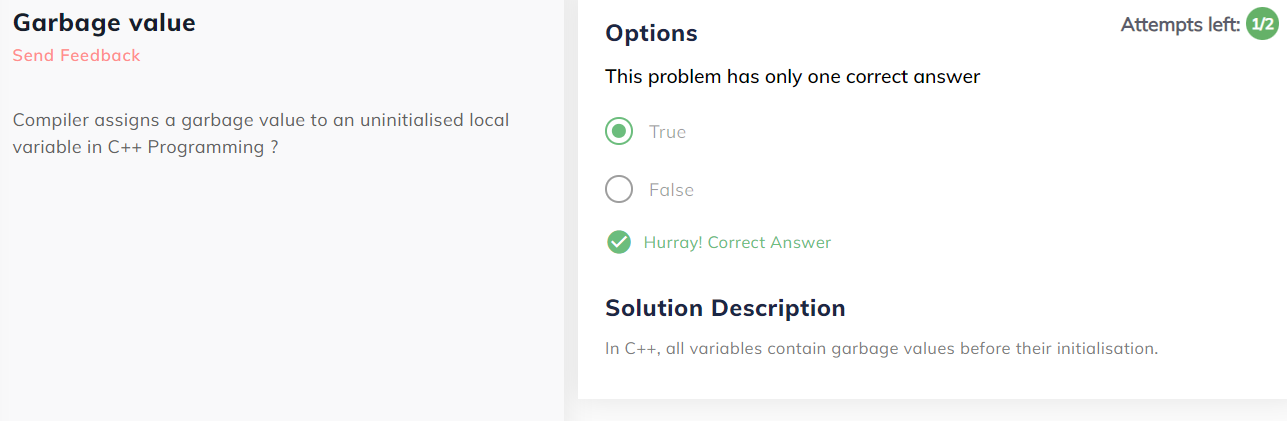 Garbage value
Send Feedback
Compiler assigns a garbage value to an uninitialised local
variable in C++ Programming ?
Options
Attempts left: 1/2
This problem has only one correct answer
True
False
Hurray! Correct Answer
Solution Description
In C++, all variables contain garbage values before their initialisation.